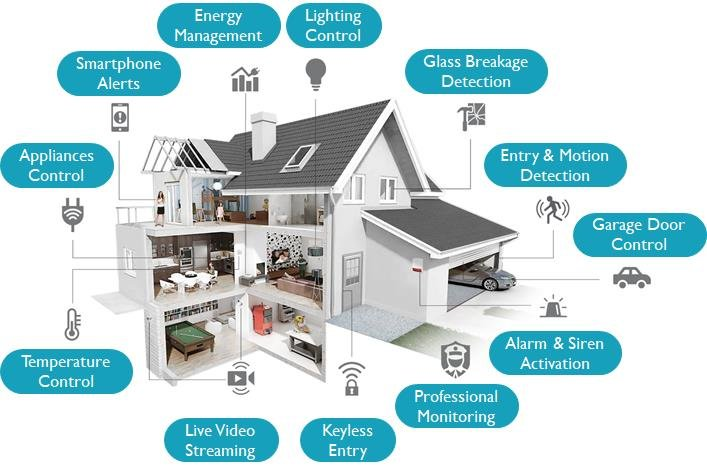 Energy
Management
Lighting
Control
Smartphone
Alerts
Glass Breakage
Detection
Appliances
Control
Entry & Motion
Detection
Garage Door
Control
Temperature
Control
Alarm & Siren
Activation
Professional
Monitoring
Live Video
Streaming
Keyless
Entry